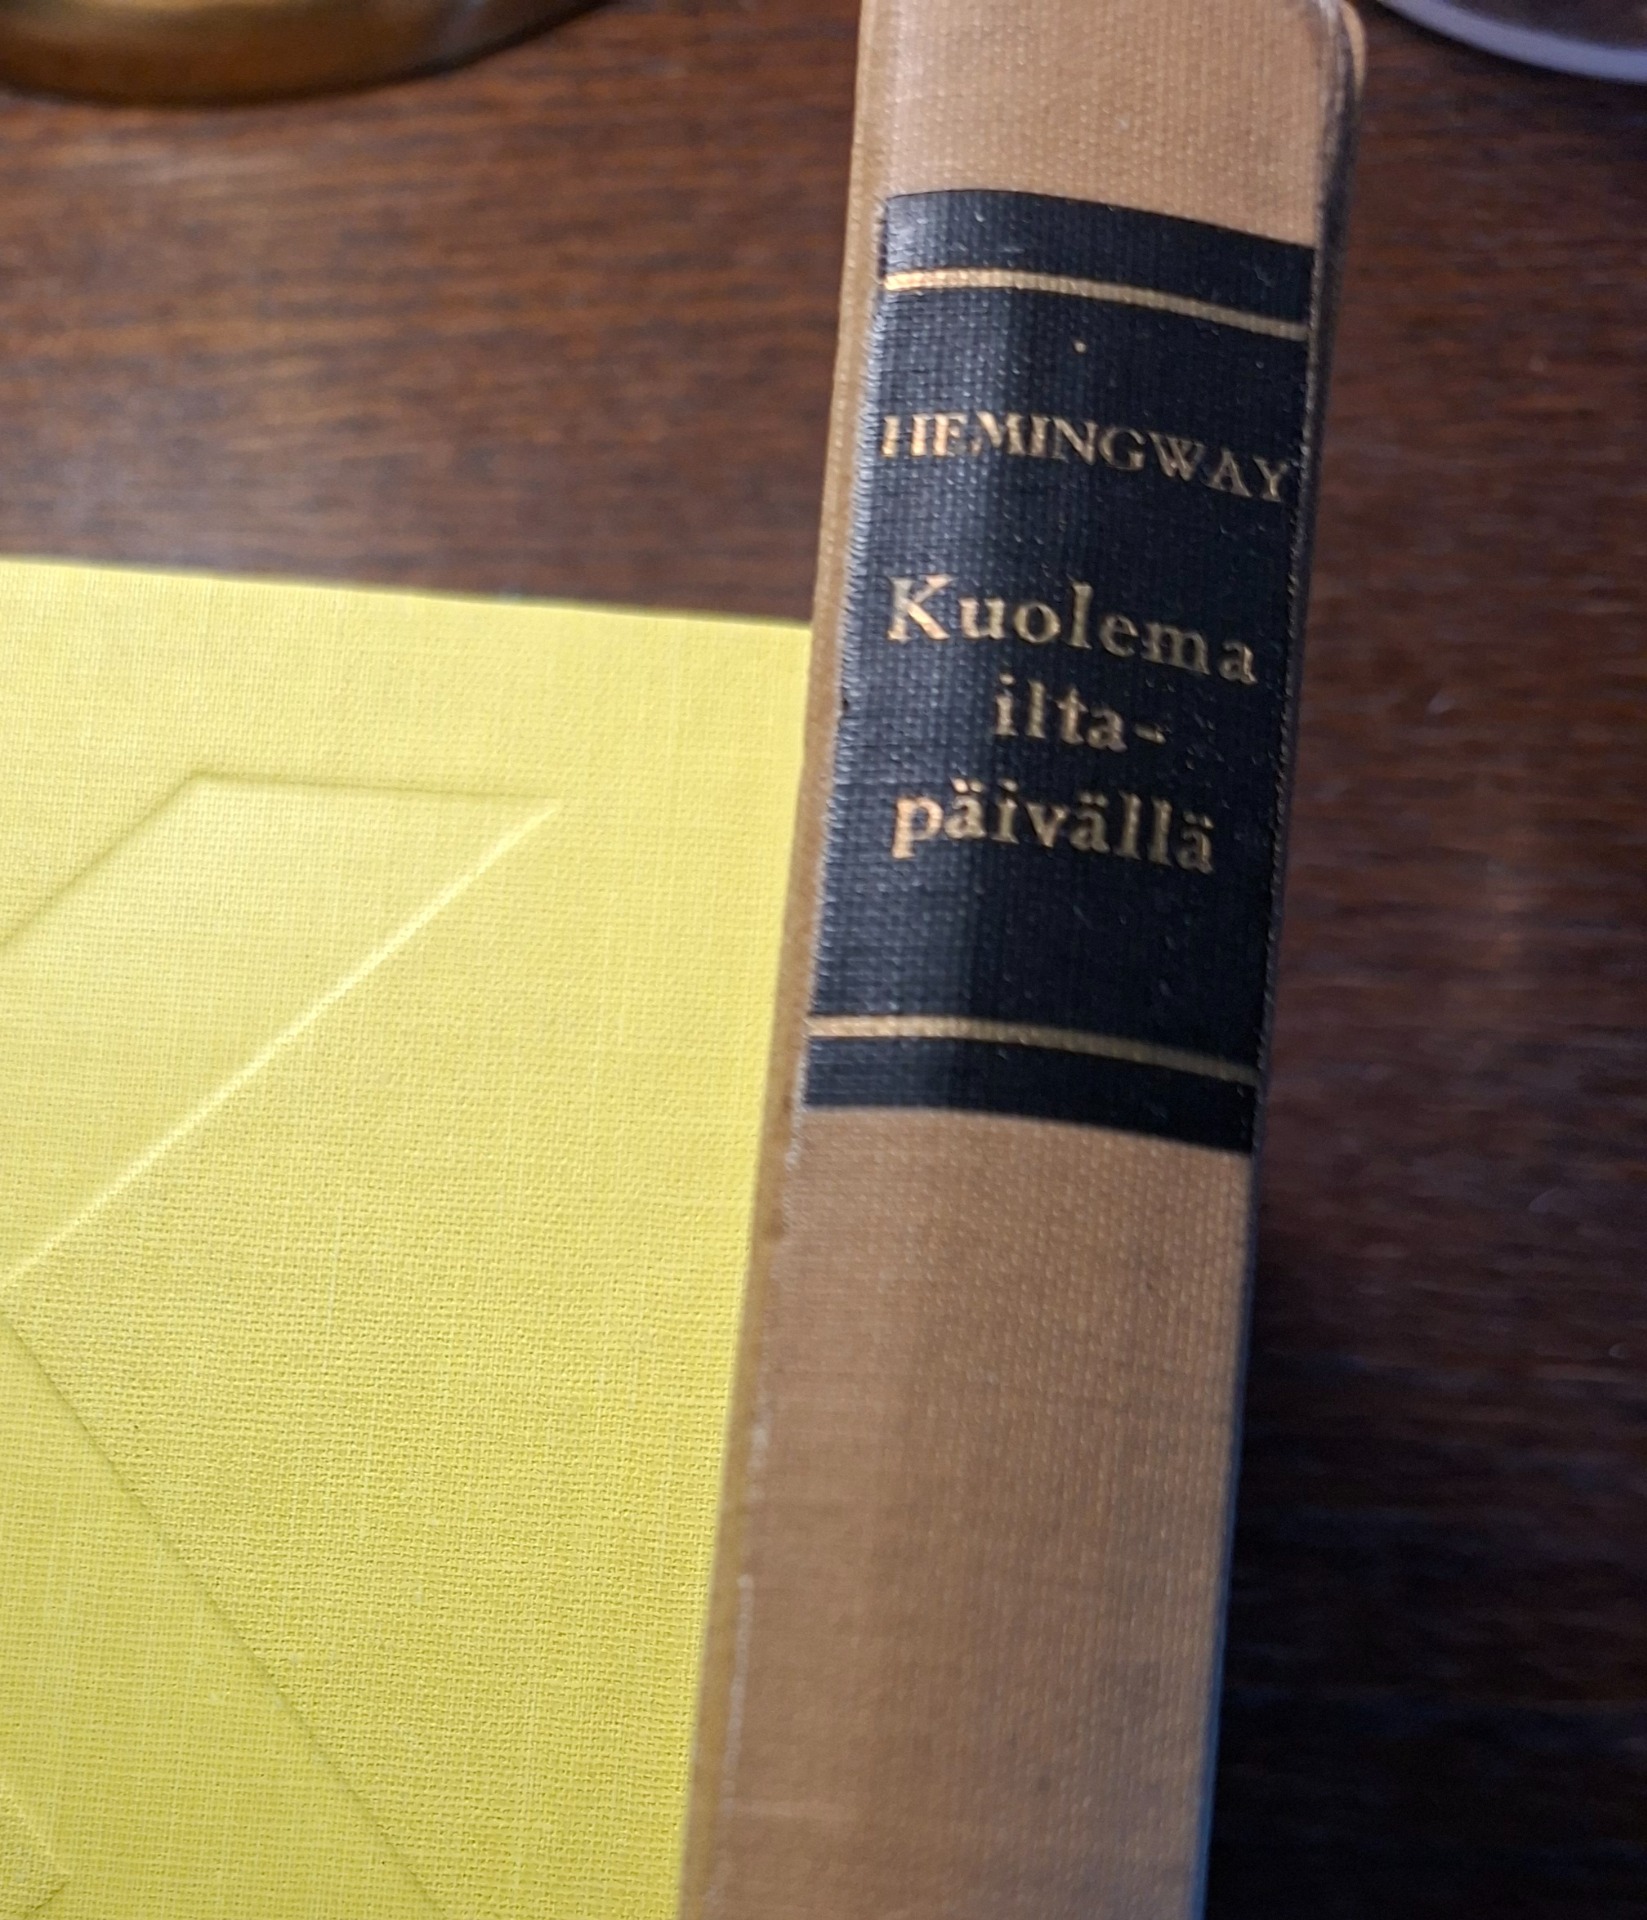 HEMINGWAY
Kuolema
ilta-
päivällä